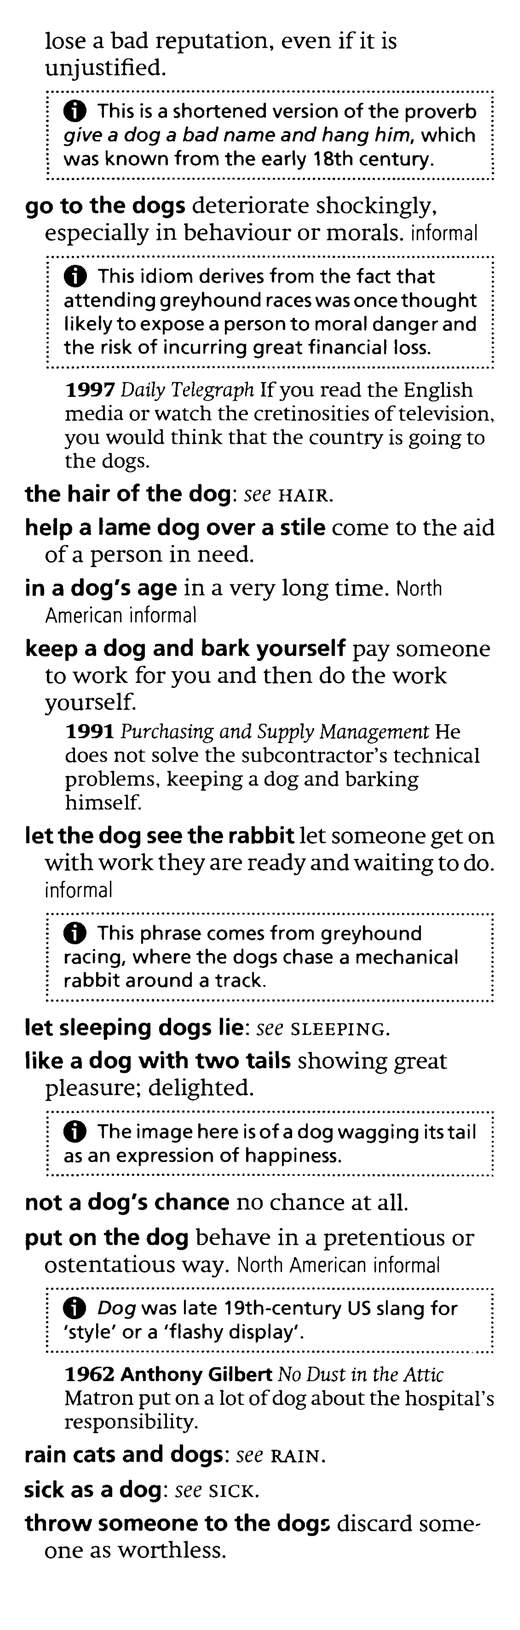 lose a bad reputation, even if it is
unjustified.
This is a shortened version of the proverb
give a dog a bad name and hang him, which
was known from the early 18th century.
go to the dogs deteriorate shockingly,
especially in behaviour or morals. informal
This idiom derives from the fact that
attending greyhound races was once thought
likely to expose a person to moral danger and
the risk of incurring great financial loss.
1997 Daily Telegraph If you read the English
media or watch the cretinosities of television,
you would think that the country is going to
the dogs.
the hair of the dog: see HAIR.
help a lame dog over a stile come to the aid
of a person in need.
in a dog's age in a very long time. North
American informal
keep a dog and bark yourself pay someone
to work for you and then do the work
yourself.
1991 Purchasing and Supply Management He
does not solve the subcontractor's technical
problems, keeping a dog and barking
himself.
let the dog see the rabbit let someone get on
with work they are ready and waiting to do.
informal
This phrase comes from greyhound
racing, where the dogs chase a mechanical
rabbit around a track.
let sleeping dogs lie: see SLEEPING.
like a dog with two tails showing great
pleasure; delighted.
The image here is of a dog wagging its tail
as an expression of happiness.
not a dog's chance no chance at all.
put on the dog behave in a pretentious or
ostentatious way. North American informal
Dog was late 19th-century US slang for
'style' or a 'flashy display'.
1962 Anthony Gilbert No Dust in the Attic
Matron put on a lot of dog about the hospital's
responsibility.
rain cats and dogs: see RAIN.
sick as a dog: see SICK.
throw someone to the dogs discard some-
one as worthless.